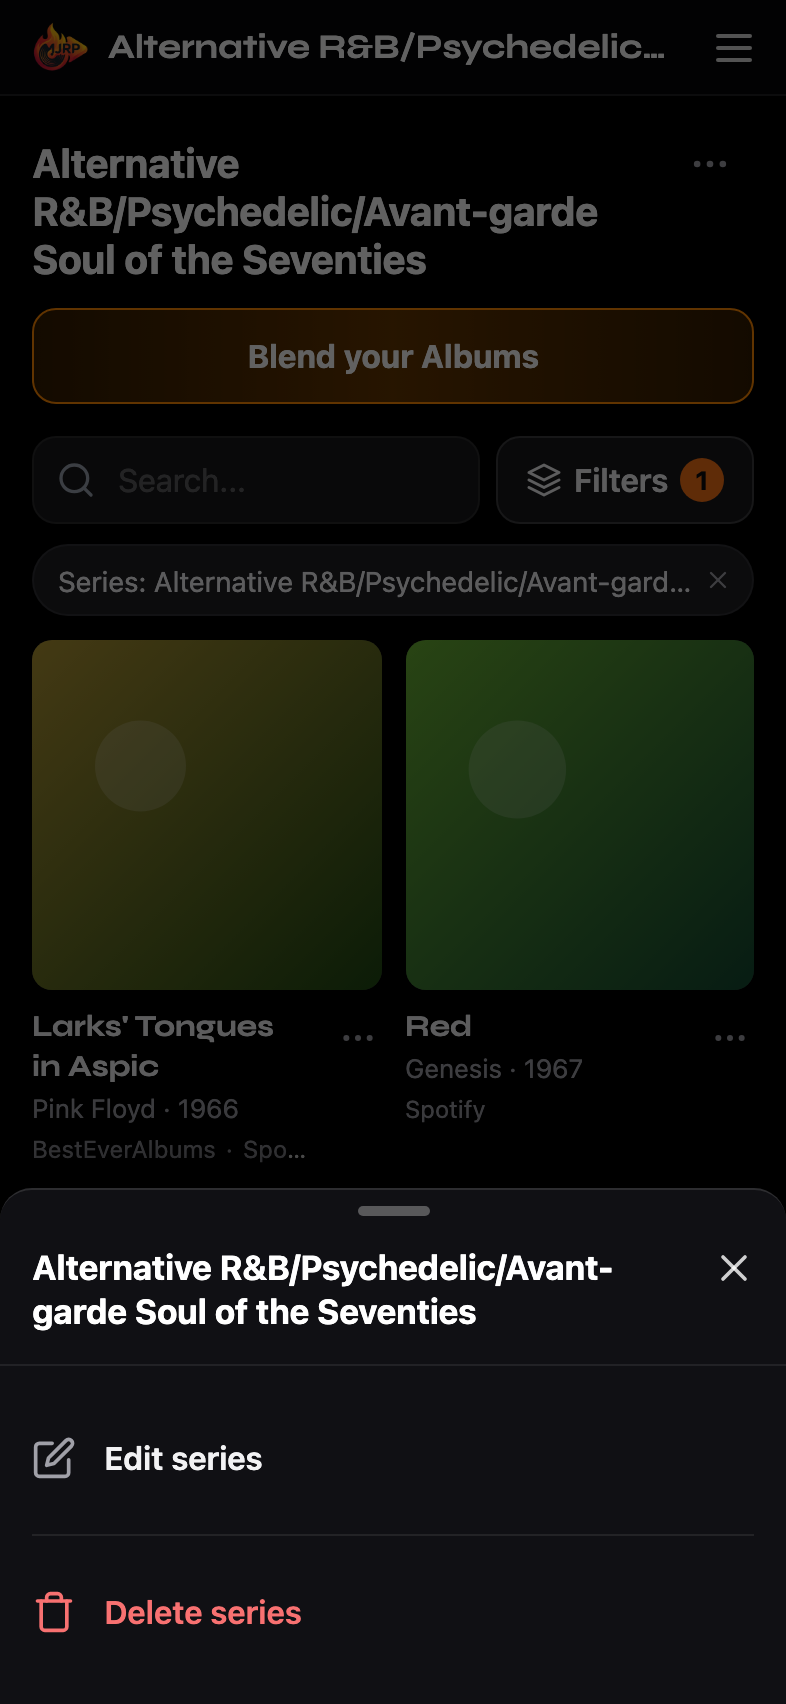 MJRP
Alternative R&B/Psychedelic...
Alternative
R&B/Psychedelic/Avant-garde
Soul of the Seventies
Blend your Albums
Search...
Filters 1
Series: Alternative R&B/Psychedelic/Avant-gard...
Larks' Tongues
in Aspic
Pink Floyd · 1966
BestEverAlbums · Spo...
Red
Genesis · 1967
Spotify
Alternative R&B/Psychedelic/Avant-
garde Soul of the Seventies
Edit series
Delete series